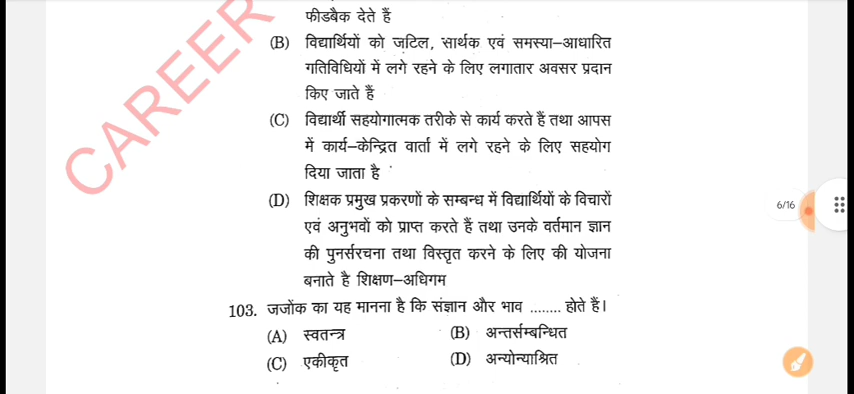 फीडबैक देते हैं
(B) विद्यार्थियों को जटिल, सार्थक एवं समस्या–आधारित
गतिविधियों में लगे रहने के लिए लगातार अवसर प्रदान
किए जाते हैं
(C) विद्यार्थी सहयोगात्मक तरीके से कार्य करते हैं तथा आपस
में कार्य–केन्द्रित वार्ता में लगे रहने के लिए सहयोग
दिया जाता है
(D) शिक्षक प्रमुख प्रकरणों के सम्बन्ध में विद्यार्थियों के विचारों
एवं अनुभवों को प्राप्त करते हैं तथा उनके वर्तमान ज्ञान
की पुनर्सरचना तथा विस्तृत करने के लिए की योजना
बनाते है शिक्षण–अधिगम
103. जजोंक का यह मानना है कि संज्ञान और भाव ........ होते हैं।
(A) स्वतन्त्र (B) अन्तर्सम्बन्धित
(C) एकीकृत (D) अन्योन्याश्रित
CAREER
6/16